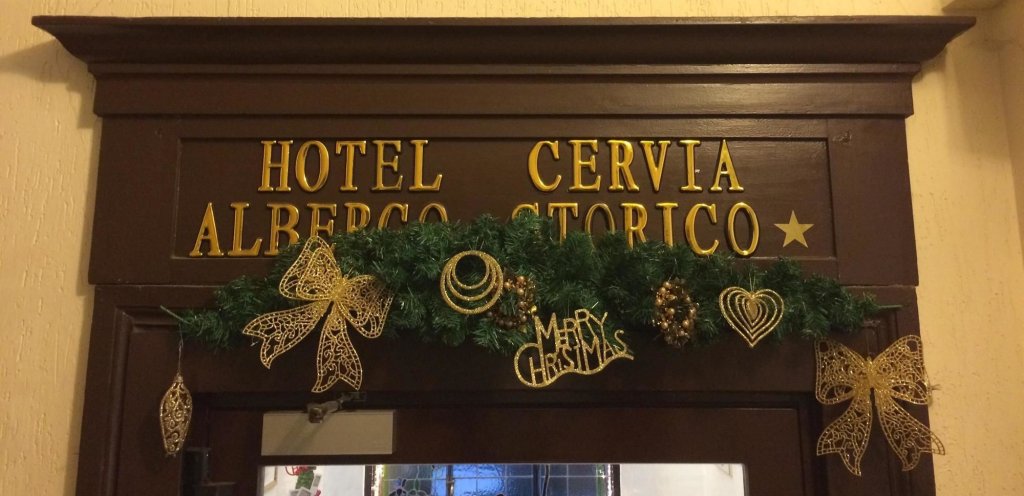 HOTEL CERVIA
ALBERGO STORICO
MERRY
CHRISTMAS